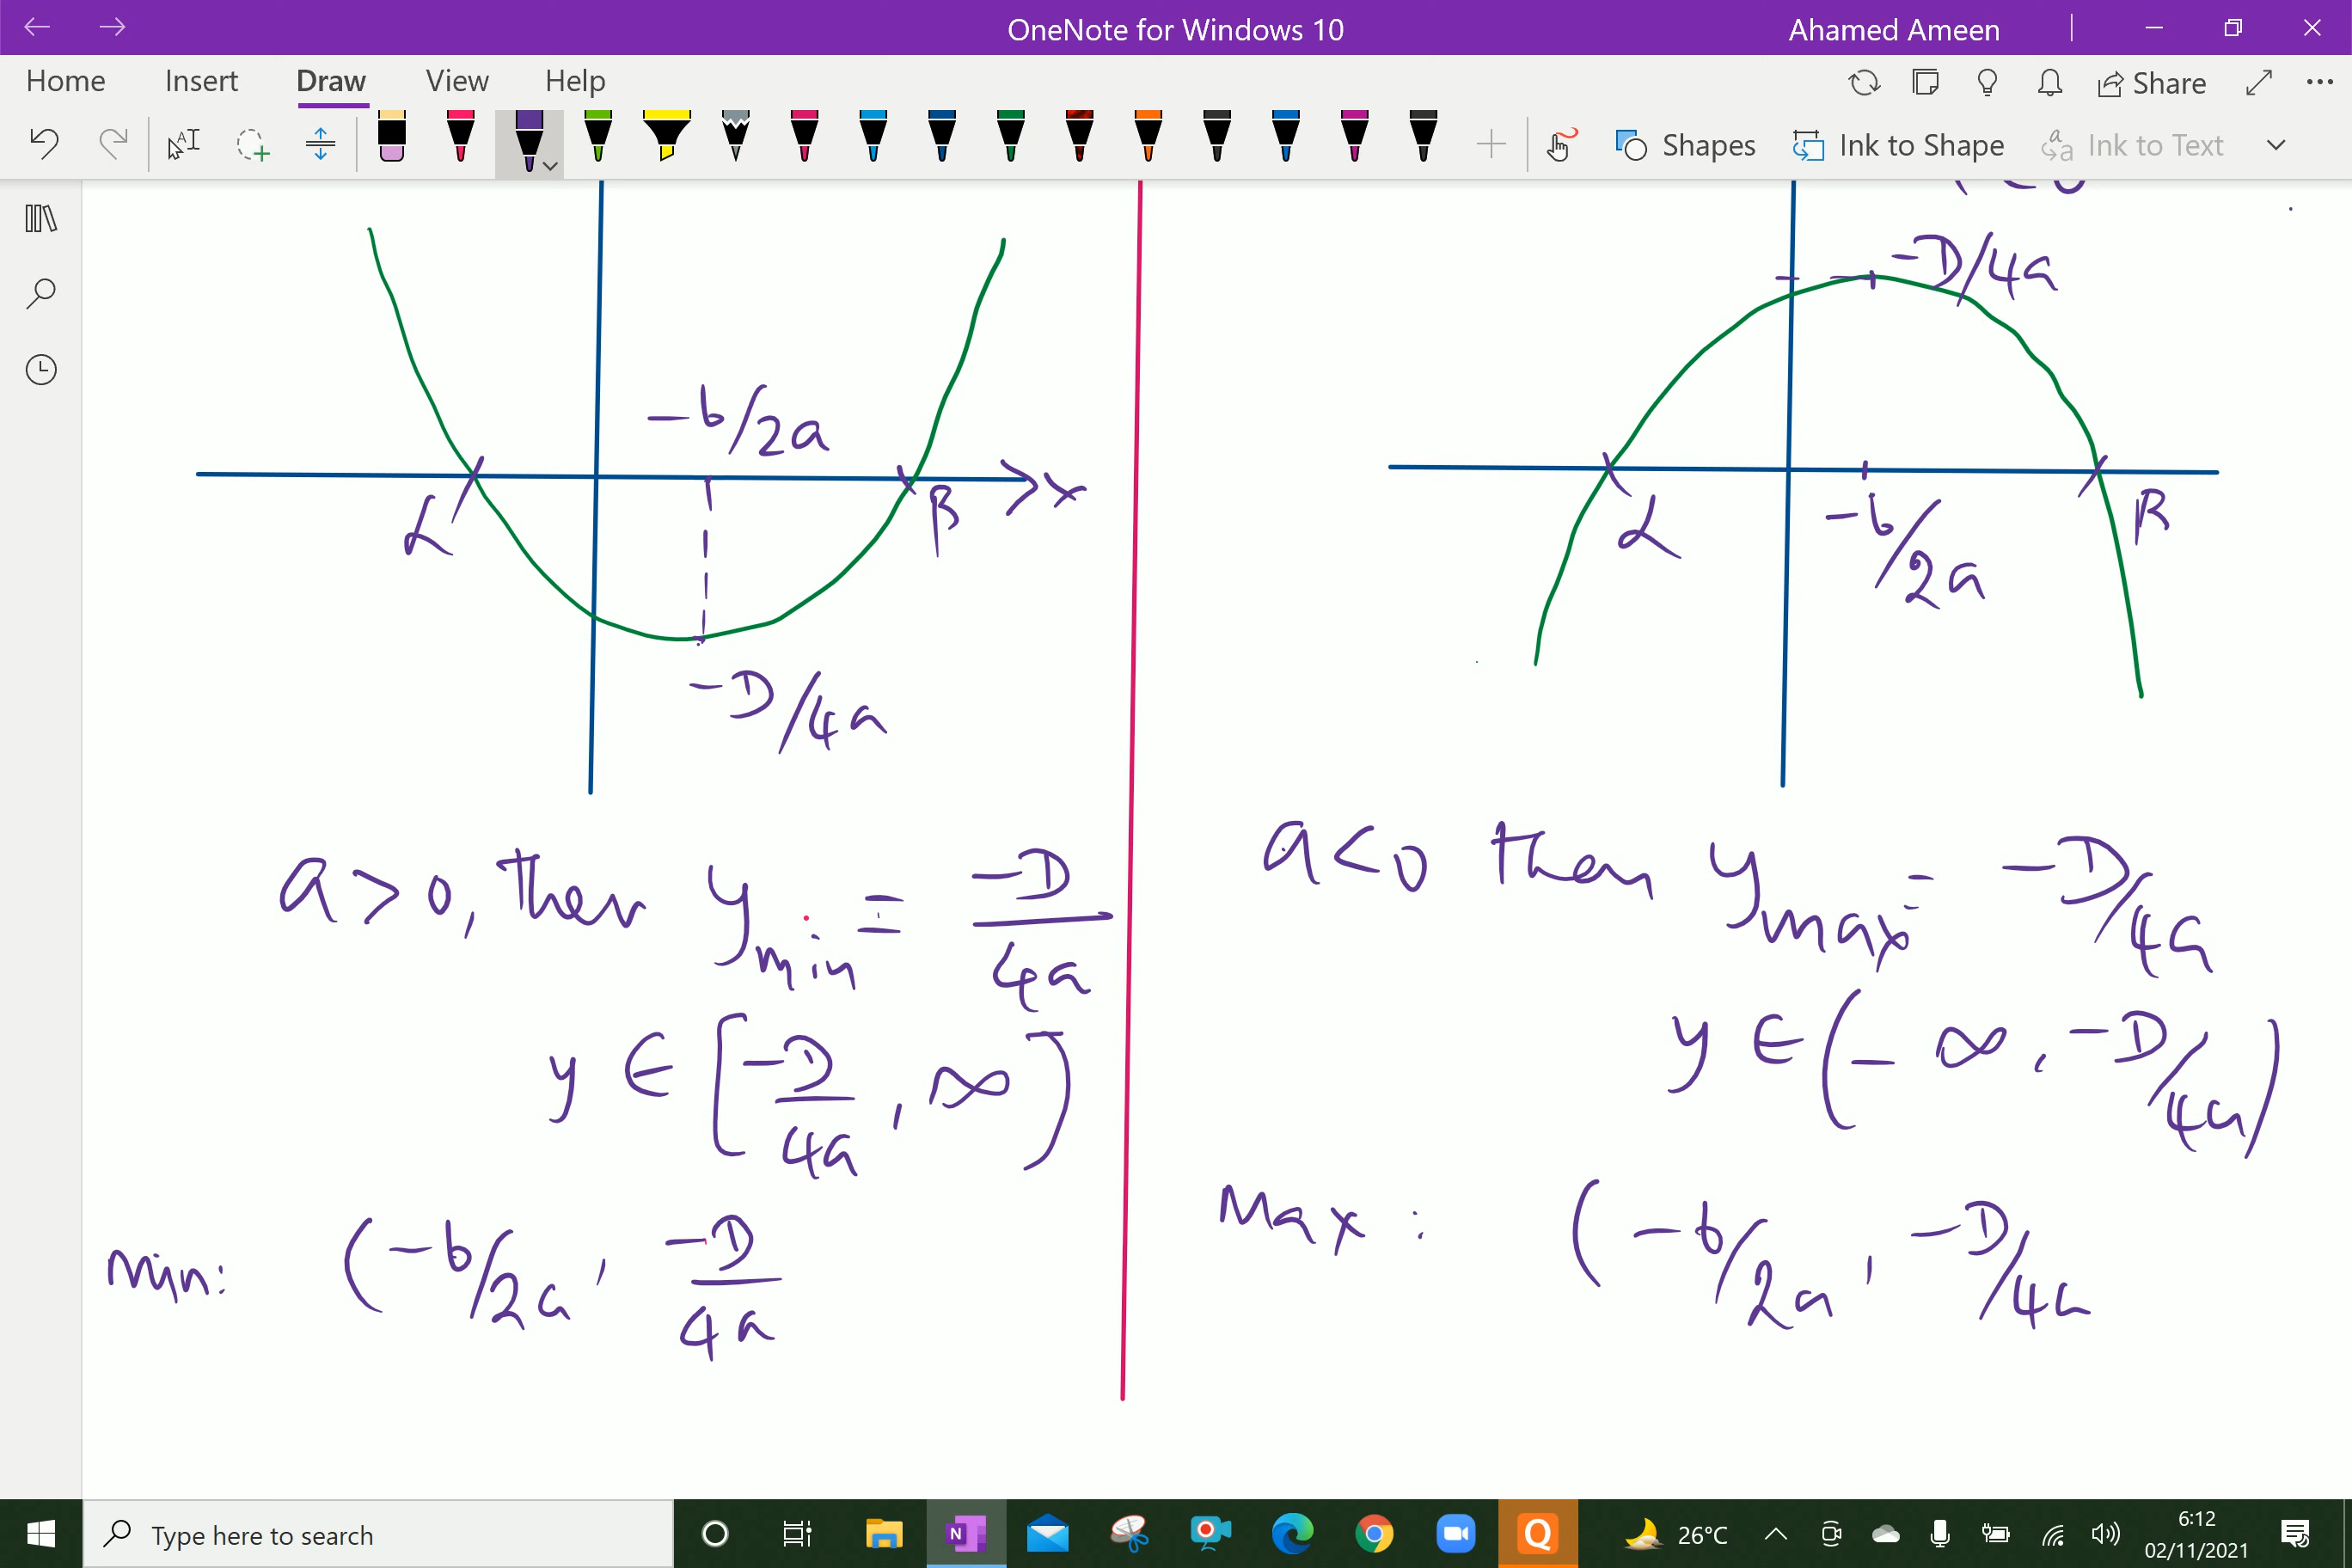 OneNote for Windows 10
Ahamed Ameen
Home Insert Draw View Help
Share
Shapes Ink to Shape Ink to Text
-b/2a
α
β
x
-D/4a
-D/4a
α
-b/2a
β
a>0, then y min = -D/4a
y ∈ [-D/4a, ∞)
Min: (-b/2a, -D/4a
a<0 then y max = -D/4a
y ∈ (-∞, -D/4a)
Max: (-b/2a, -D/4a
Type here to search
26°C
6:12
02/11/2021